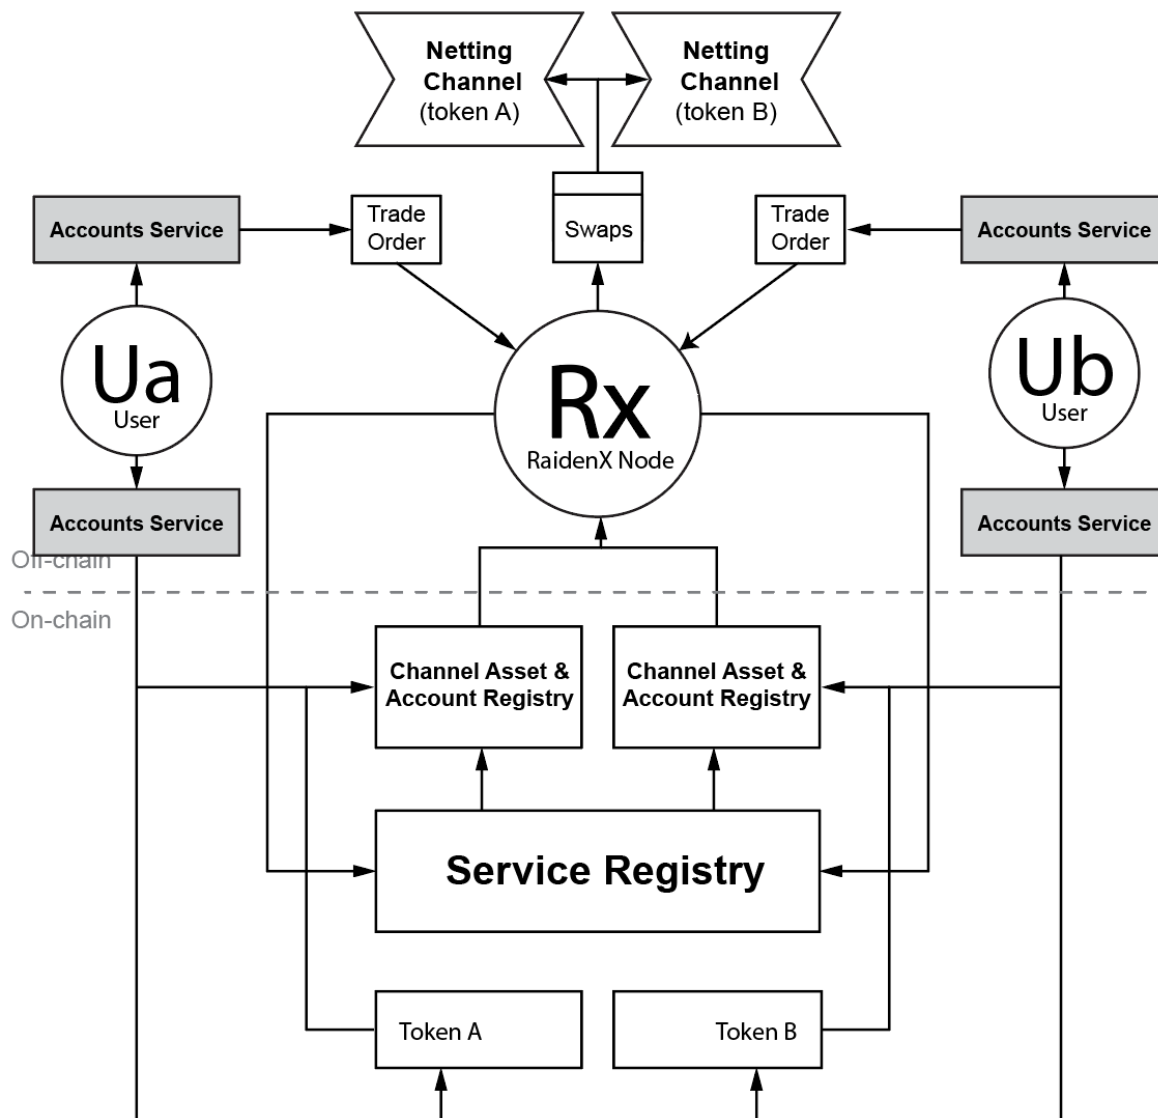 Netting
Channel
(token A)
Netting
Channel
(token B)
Accounts Service
Trade
Order
Swaps
Trade
Order
Accounts Service
Ua
User
Rx
RaidenX Node
Ub
User
Accounts Service
Accounts Service
Off-chain
On-chain
Channel Asset &
Account Registry
Channel Asset &
Account Registry
Service Registry
Token A
Token B